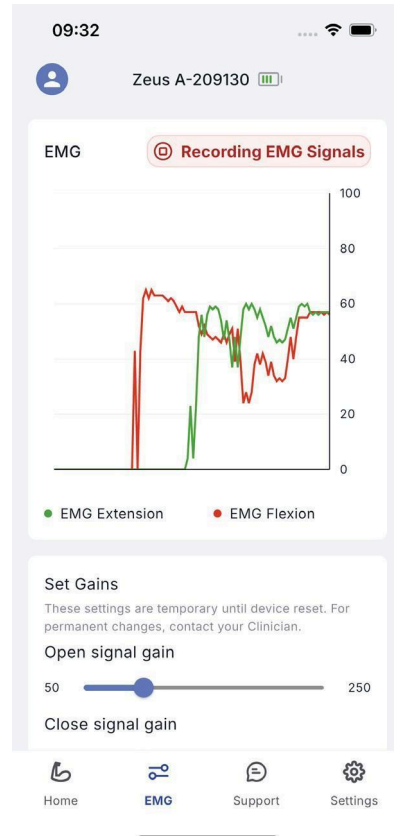 09:32
Zeus A-209130
EMG
Recording EMG Signals
100
80
60
40
20
0
EMG Extension
EMG Flexion
Set Gains
These settings are temporary until device reset. For
permanent changes, contact your Clinician.
Open signal gain
50
250
Close signal gain
Home
EMG
Support
Settings